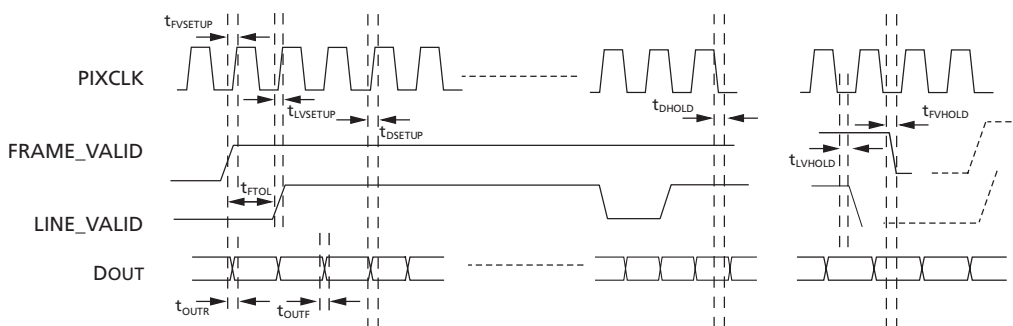 tFVSETUP
PIXCLK
tLVSETUP
tDSETUP
tDHOLD
tFVHOLD
FRAME_VALID
tLVHOLD
tFTOL
LINE_VALID
DOUT
tOUTR
tOUTF